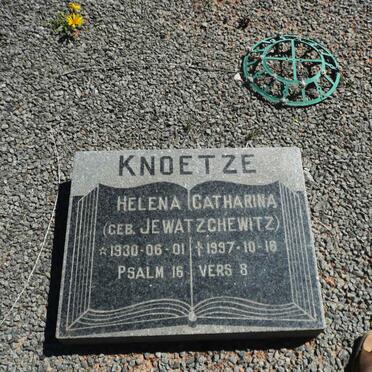 KNOETZE
HELENA CATHARINA
(GEB. JEWATZCHEWITZ)
*1930-06-01 †1997-10-18
PSALM 16 VERS 8